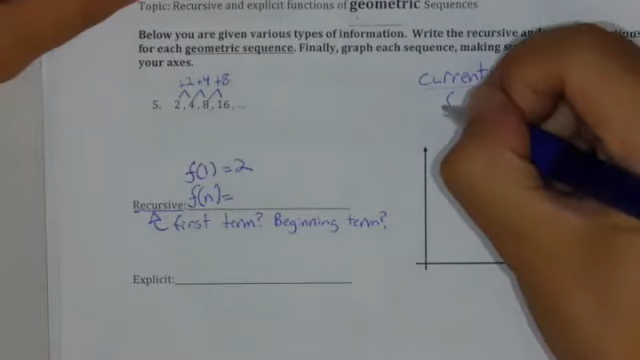 Topic: Recursive and explicit functions of geometric Sequences
Below you are given various types of information. Write the recursive
for each geometric sequence. Finally, graph each sequence, making
your axes.
+2 +4 +8
5. 2, 4, 8, 16, ...
current
f(1) = 2
f(n) =
Recursive:
first term? Beginning term?
Explicit: